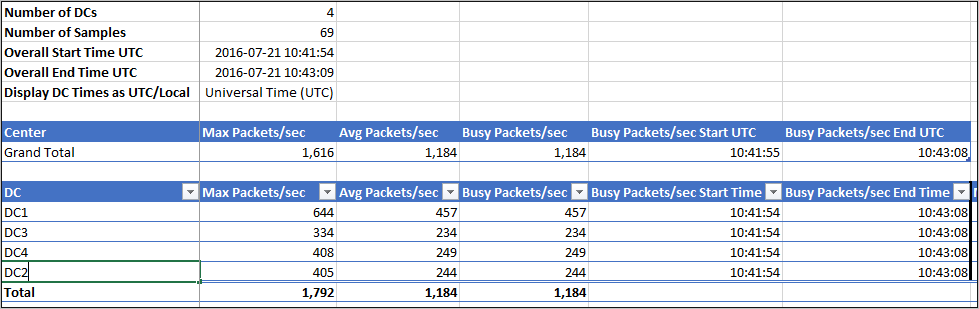 Number of DCs 4
Number of Samples 69
Overall Start Time UTC 2016-07-21 10:41:54
Overall End Time UTC 2016-07-21 10:43:09
Display DC Times as UTC/Local Universal Time (UTC)
Center Max Packets/sec Avg Packets/sec Busy Packets/sec Busy Packets/sec Start UTC Busy Packets/sec End UTC
Grand Total 1,616 1,184 1,184 10:41:55 10:43:08
DC Max Packets/sec Avg Packets/sec Busy Packets/sec Busy Packets/sec Start Time Busy Packets/sec End Time
DC1 644 457 457 10:41:54 10:43:08
DC3 334 234 234 10:41:54 10:43:08
DC4 408 249 249 10:41:54 10:43:08
DC2 405 244 244 10:41:54 10:43:08
Total 1,792 1,184 1,184